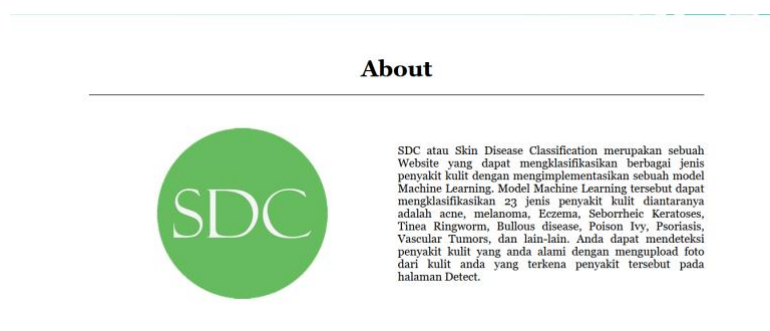 About
SDC
SDC atau Skin Disease Classification merupakan sebuah
Website yang dapat mengklasifikasikan berbagai jenis
penyakit kulit dengan mengimplementasikan sebuah model
Machine Learning. Model Machine Learning tersebut dapat
mengklasifikasikan 23 jenis penyakit kulit diantaranya
adalah acne, melanoma, Eczema, Seborrheic Keratoses,
Tinea Ringworm, Bullous disease, Poison Ivy, Psoriasis,
Vascular Tumors, dan lain-lain. Anda dapat mendeteksi
penyakit kulit yang anda alami dengan mengupload foto
dari kulit anda yang terkena penyakit tersebut pada
halaman Detect.